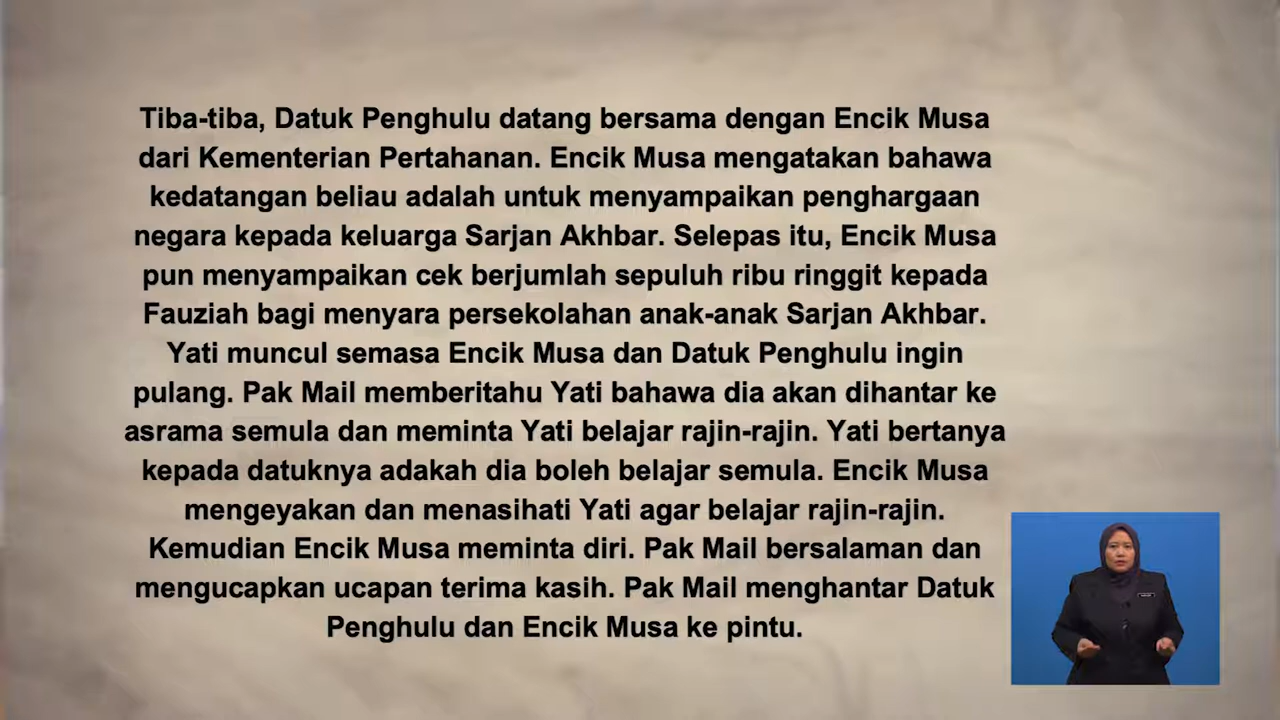 Tiba-tiba, Datuk Penghulu datang bersama dengan Encik Musa
dari Kementerian Pertahanan. Encik Musa mengatakan bahawa
kedatangan beliau adalah untuk menyampaikan penghargaan
negara kepada keluarga Sarjan Akhbar. Selepas itu, Encik Musa
pun menyampaikan cek berjumlah sepuluh ribu ringgit kepada
Fauziah bagi menyara persekolahan anak-anak Sarjan Akhbar.
Yati muncul semasa Encik Musa dan Datuk Penghulu ingin
pulang. Pak Mail memberitahu Yati bahawa dia akan dihantar ke
asrama semula dan meminta Yati belajar rajin-rajin. Yati bertanya
kepada datuknya adakah dia boleh belajar semula. Encik Musa
mengeyakan dan menasihati Yati agar belajar rajin-rajin.
Kemudian Encik Musa meminta diri. Pak Mail bersalaman dan
mengucapkan ucapan terima kasih. Pak Mail menghantar Datuk
Penghulu dan Encik Musa ke pintu.